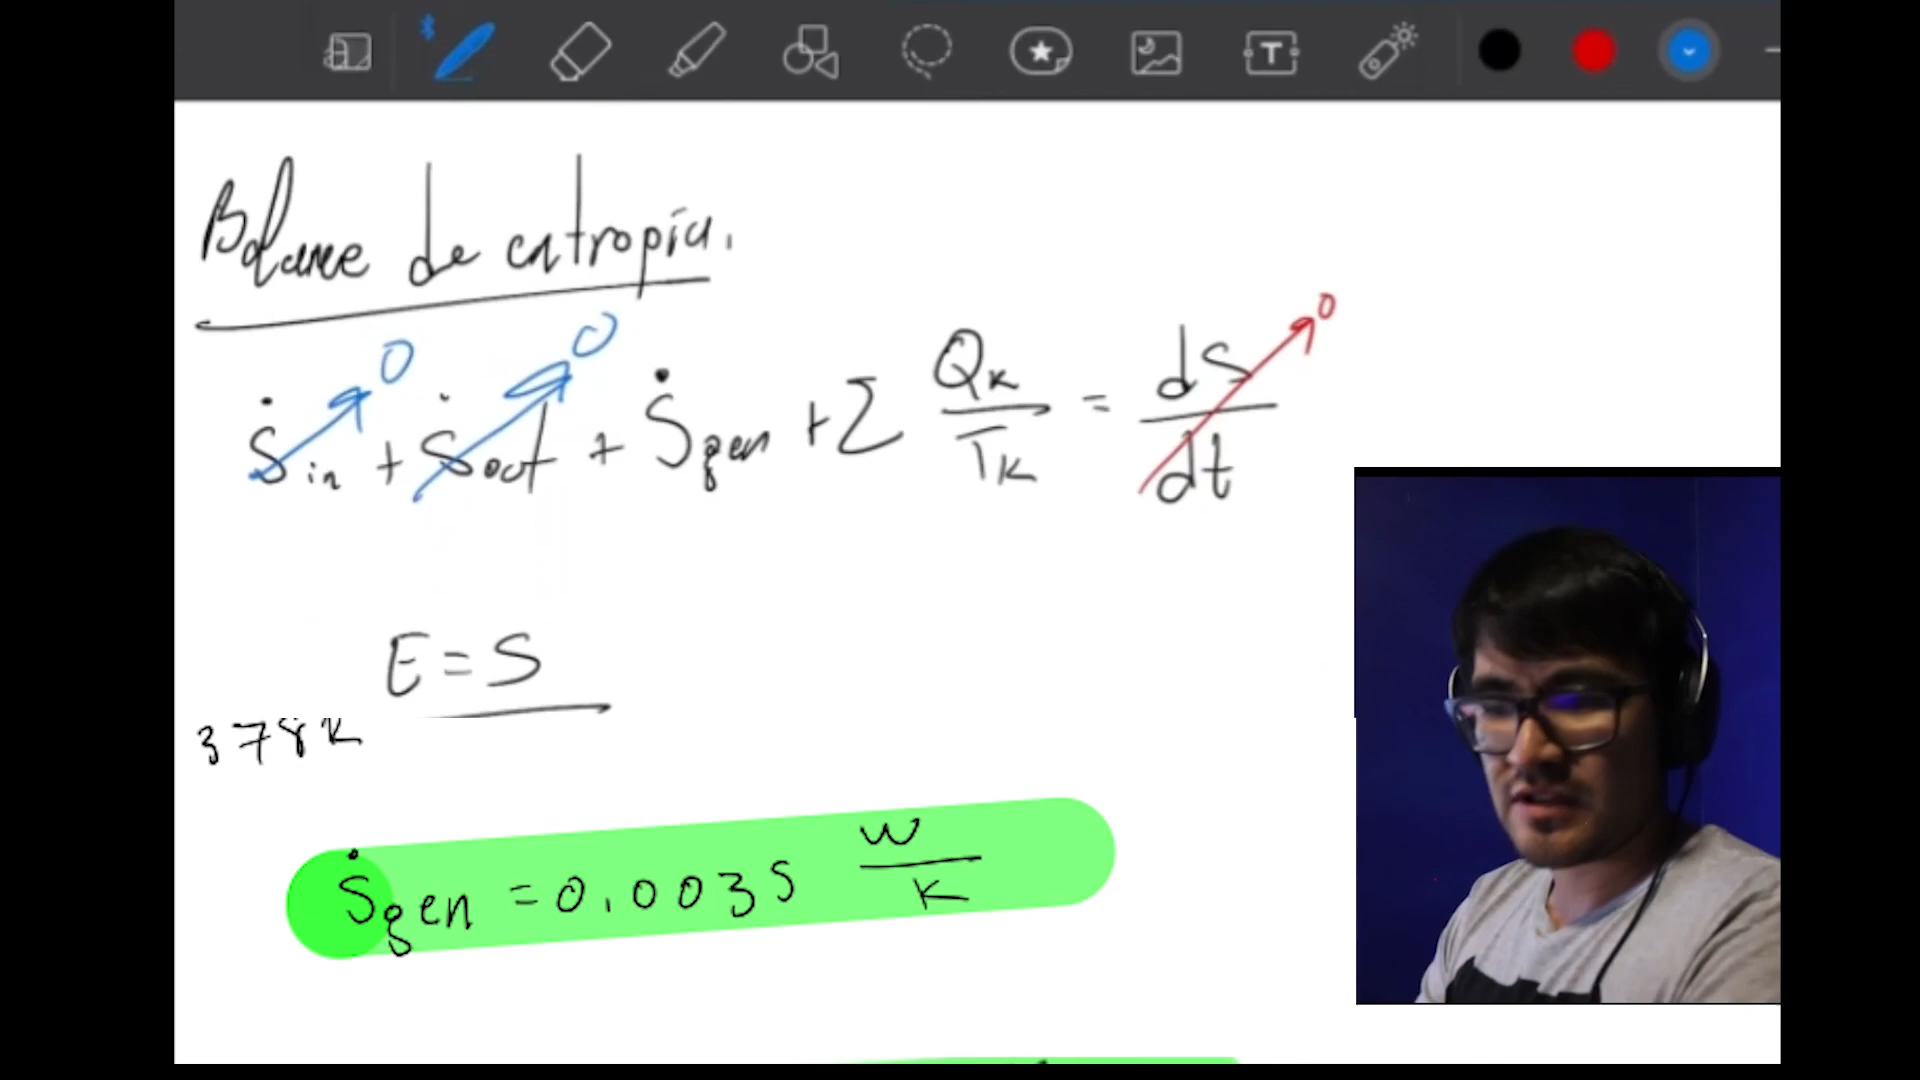 Balance de entropía.
Ṡin + Ṡout + Ṡgen + Σ Qk/Tk = dS/dt
0 0 0
E = S
378K
Ṡgen = 0.0035 W/K